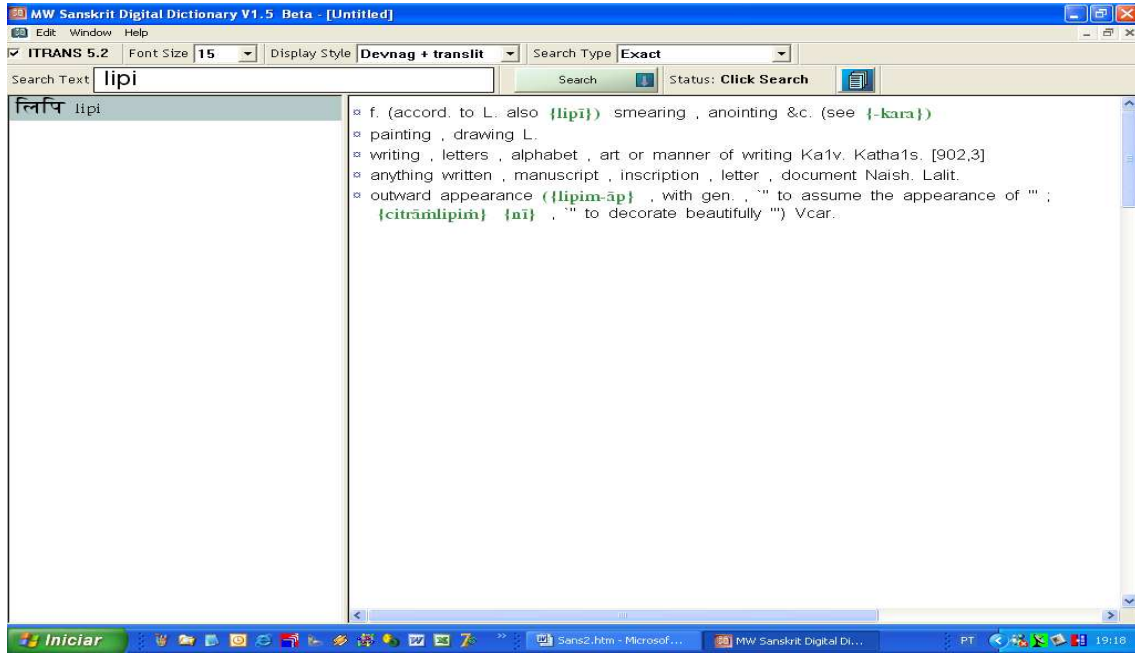 MW Sanskrit Digital Dictionary V1.5 Beta - [Untitled]
Edit Window Help
ITRANS 5.2 Font Size 15 Display Style Devnag + translit Search Type Exact
Search Text lipi Search Status: Click Search
लिपि lipi
¤ f. (accord. to L. also {lipī}) smearing , anointing &c. (see {-kara})
¤ painting , drawing L.
¤ writing , letters , alphabet , art or manner of writing Ka1v. Katha1s. [902,3]
¤ anything written , manuscript , inscription , letter , document Naish. Lalit.
¤ outward appearance ({lipim-āp} , with gen. , `" to assume the appearance of "' ;
{citrāṁlipiṁ} {nī} , `" to decorate beautifully "') Vcar.
Iniciar Sans2.htm - Microsof... MW Sanskrit Digital Di... PT 19:18